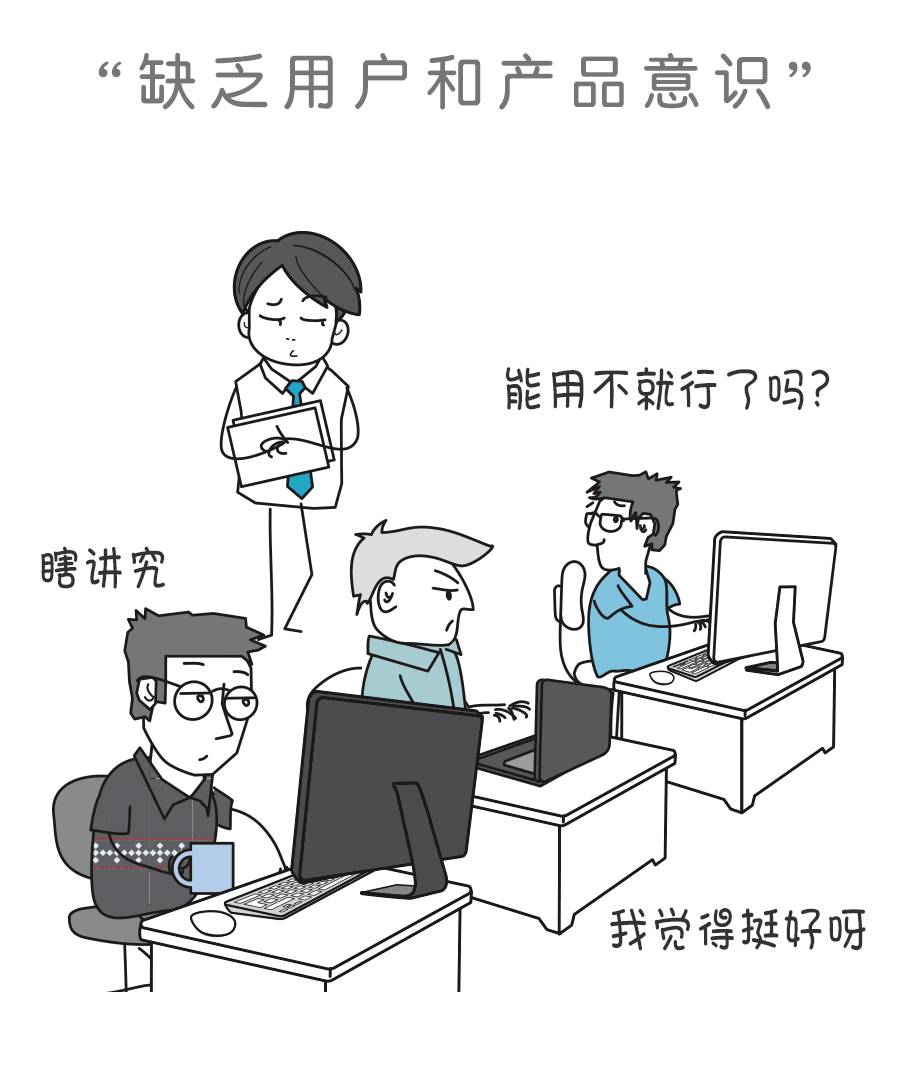 “缺乏用户和产品意识”
能用不就行了吗?
瞎讲究
我觉得挺好呀